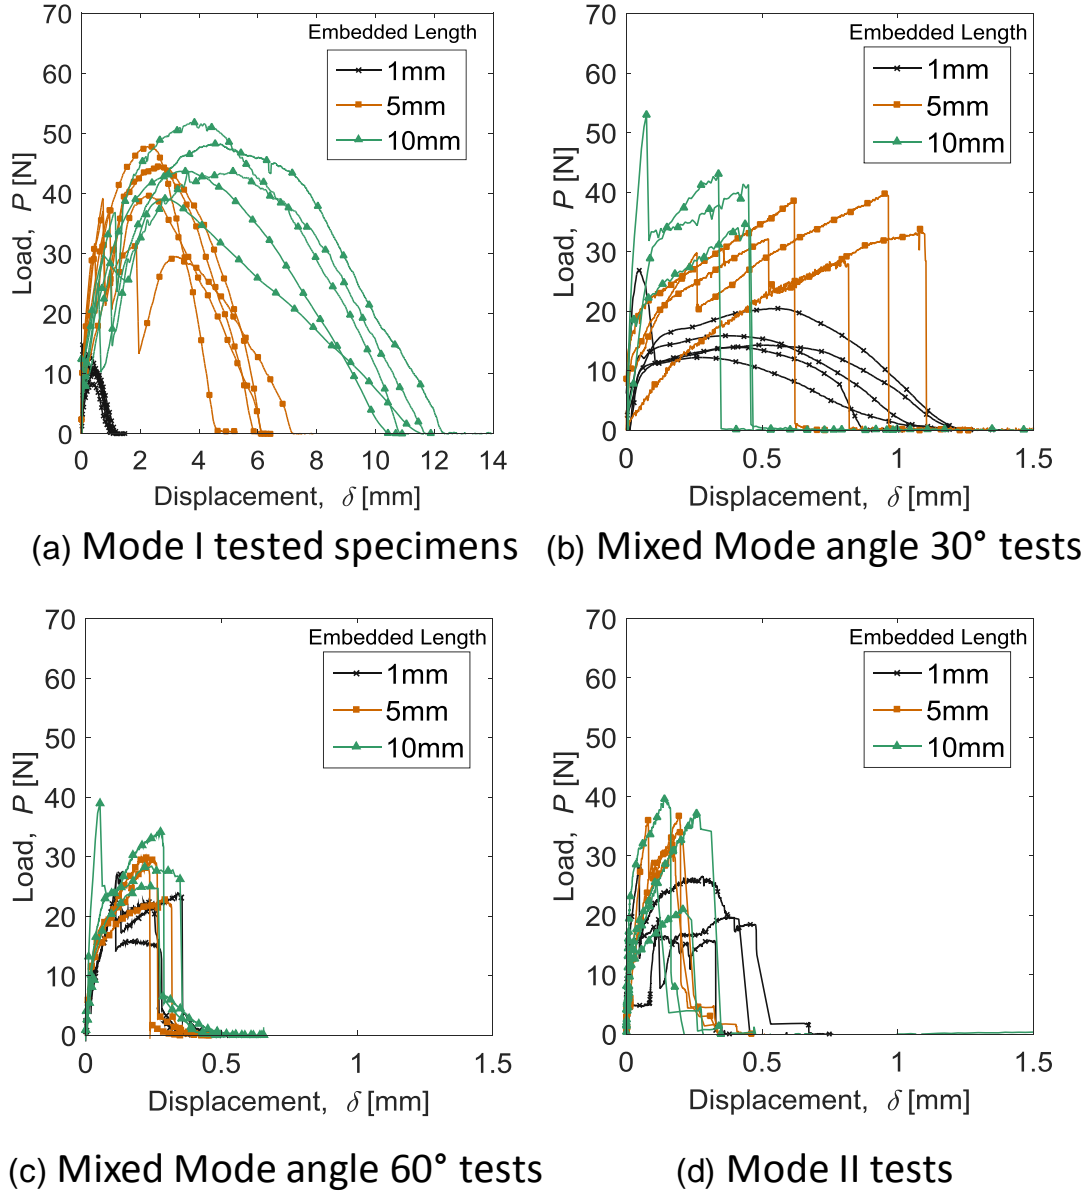 70
60
50
40
30
20
10
0
Load, P [N]
Embedded Length
1mm
5mm
10mm
0 2 4 6 8 10 12 14
Displacement, δ [mm]
(a) Mode I tested specimens
70
60
50
40
30
20
10
0
Load, P [N]
Embedded Length
1mm
5mm
10mm
0 0.5 1 1.5
Displacement, δ [mm]
(b) Mixed Mode angle 30° tests
70
60
50
40
30
20
10
0
Load, P [N]
Embedded Length
1mm
5mm
10mm
0 0.5 1 1.5
Displacement, δ [mm]
(c) Mixed Mode angle 60° tests
70
60
50
40
30
20
10
0
Load, P [N]
Embedded Length
1mm
5mm
10mm
0 0.5 1 1.5
Displacement, δ [mm]
(d) Mode II tests